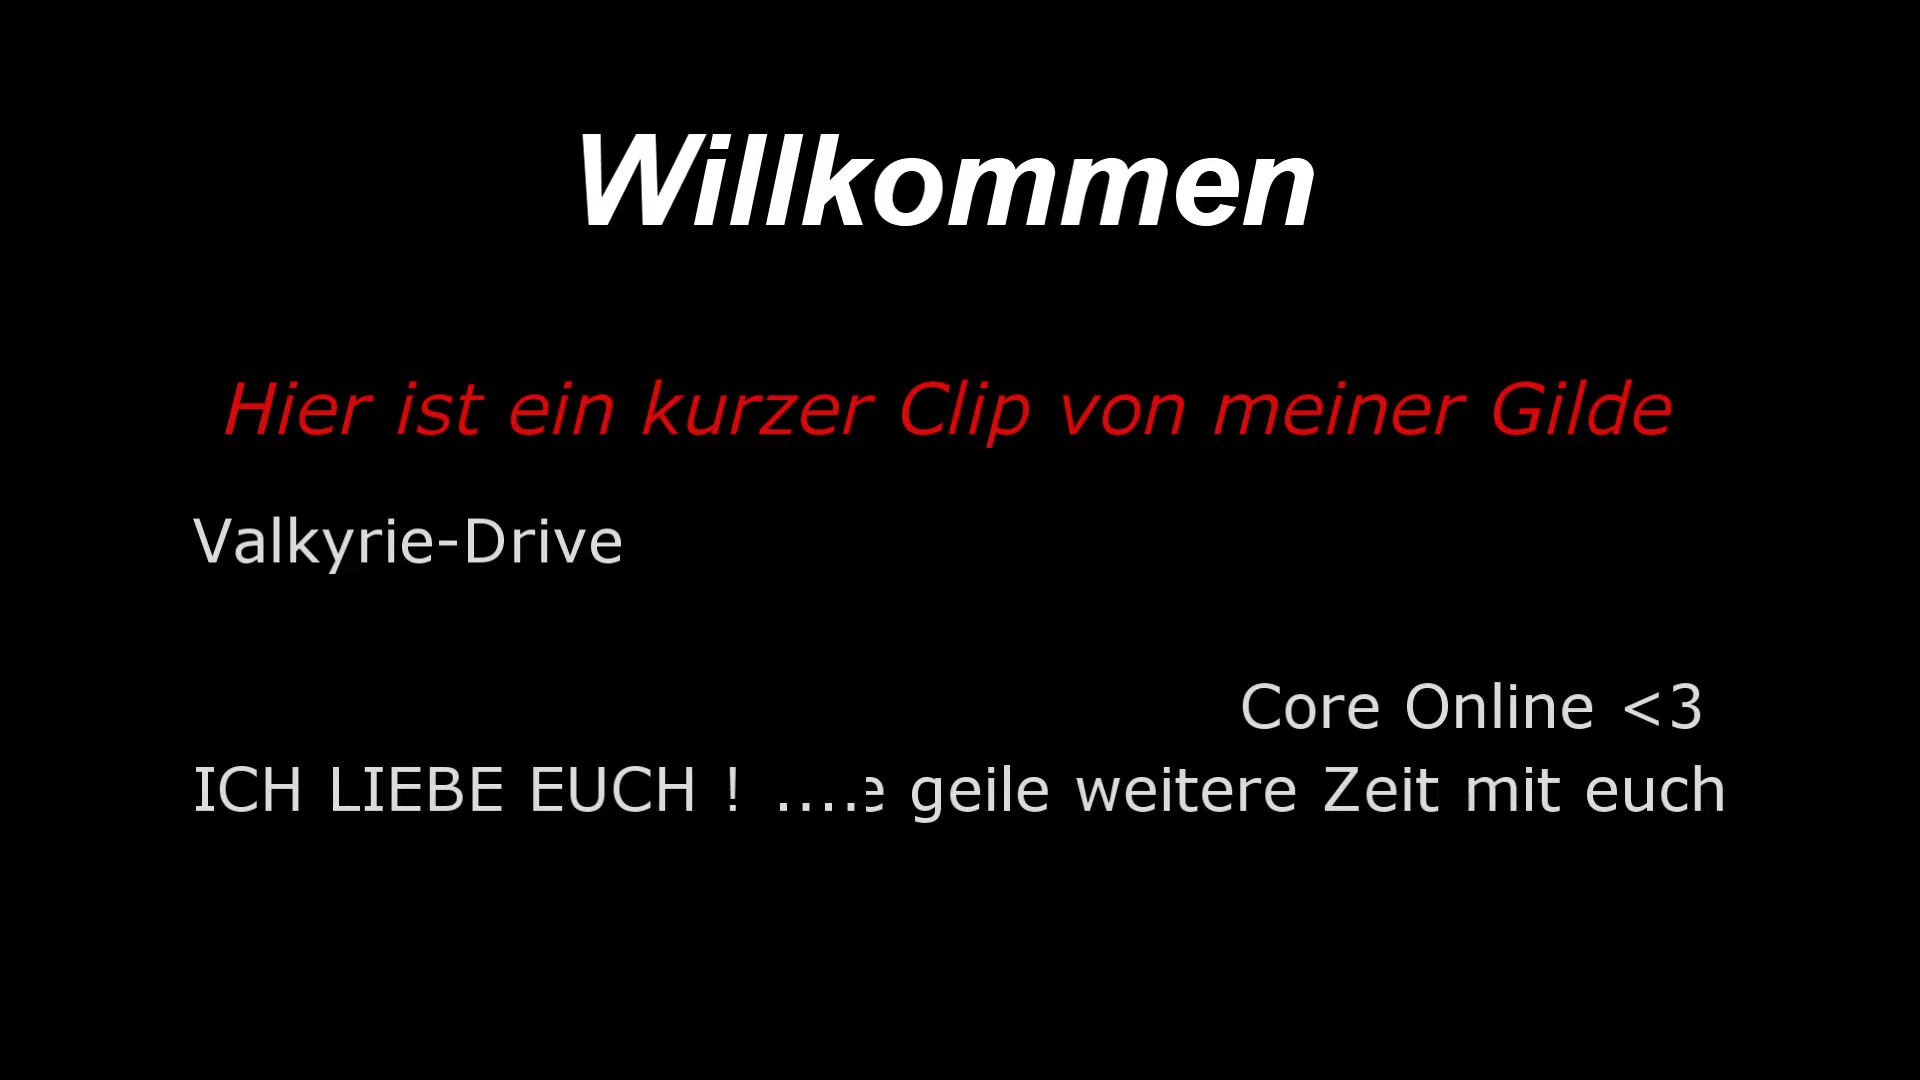 Willkommen
Hier ist ein kurzer Clip von meiner Gilde
Valkyrie-Drive
Core Online <3
ICH LIEBE EUCH ! ....e geile weitere Zeit mit euch